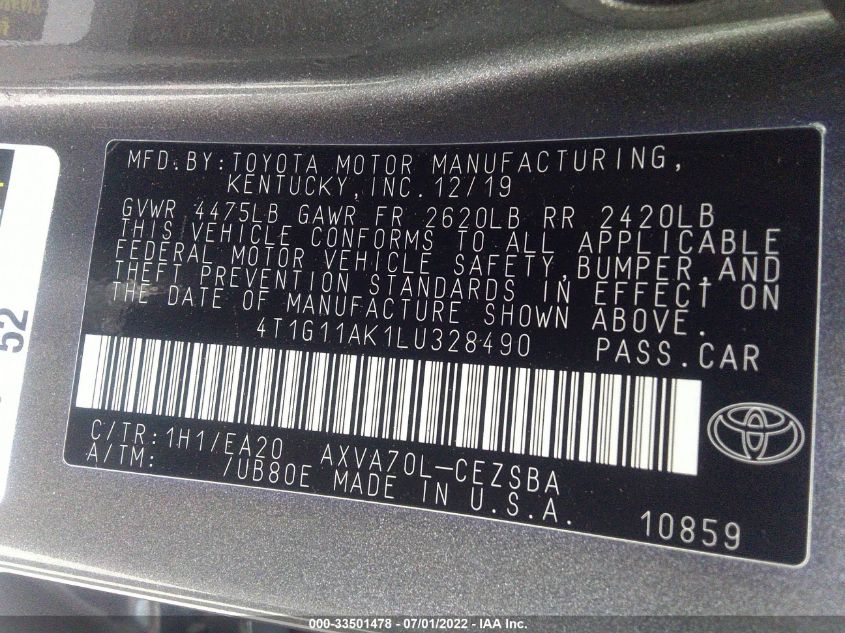 MFD.BY:TOYOTA MOTOR MANUFACTURING,
KENTUCKY,INC.12/19
GVWR 4475LB GAWR FR 2620LB RR 2420LB
THIS VEHICLE CONFORMS TO ALL APPLICABLE
FEDERAL MOTOR VEHICLE SAFETY,BUMPER,AND
THEFT PREVENTION STANDARDS IN EFFECT ON
THE DATE OF MANUFACTURE SHOWN ABOVE.
4T1G11AK1LU328490 PASS.CAR
C/TR:1H1/EA20 AXVA70L-CEZSBA
A/TM: /UB80E MADE IN U.S.A.
10859
52
000-33501478 - 07/01/2022 - IAA Inc.